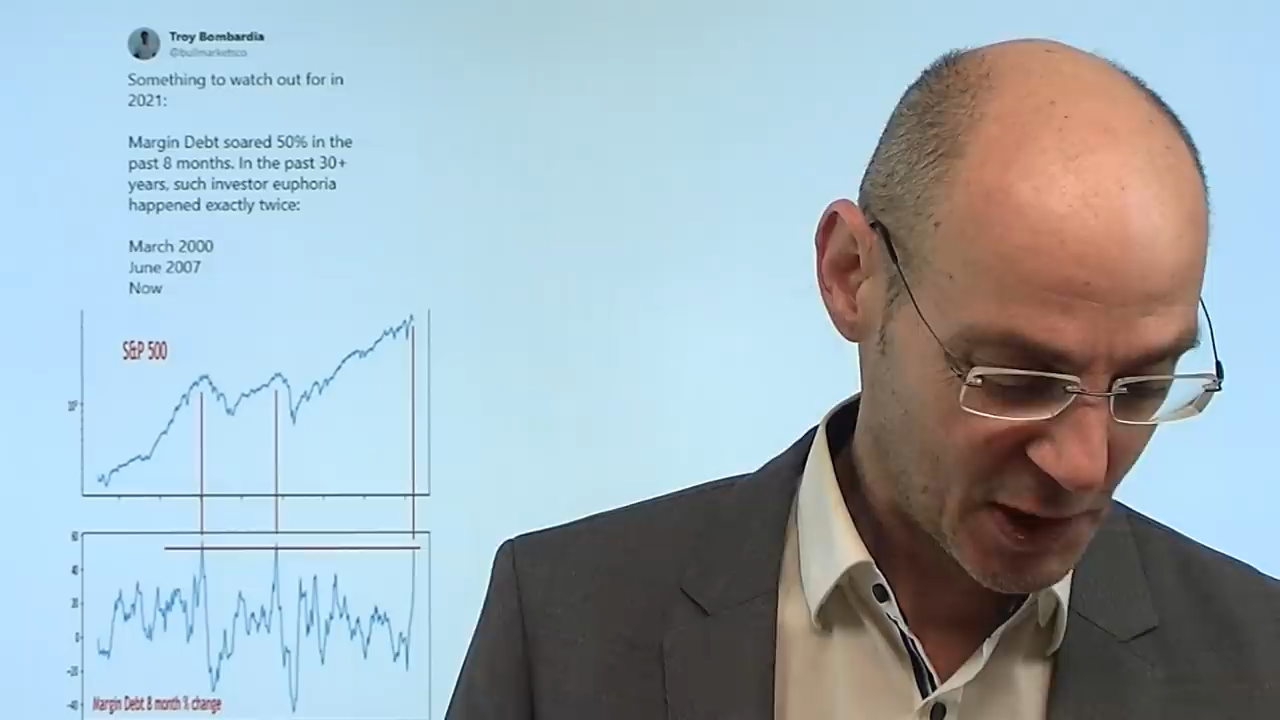 Troy Bombardia
@bullmarketsco
Something to watch out for in
2021:
Margin Debt soared 50% in the
past 8 months. In the past 30+
years, such investor euphoria
happened exactly twice:
March 2000
June 2007
Now
S&P 500
60
40
20
0
-20
-40
Margin Debt 8 month % change